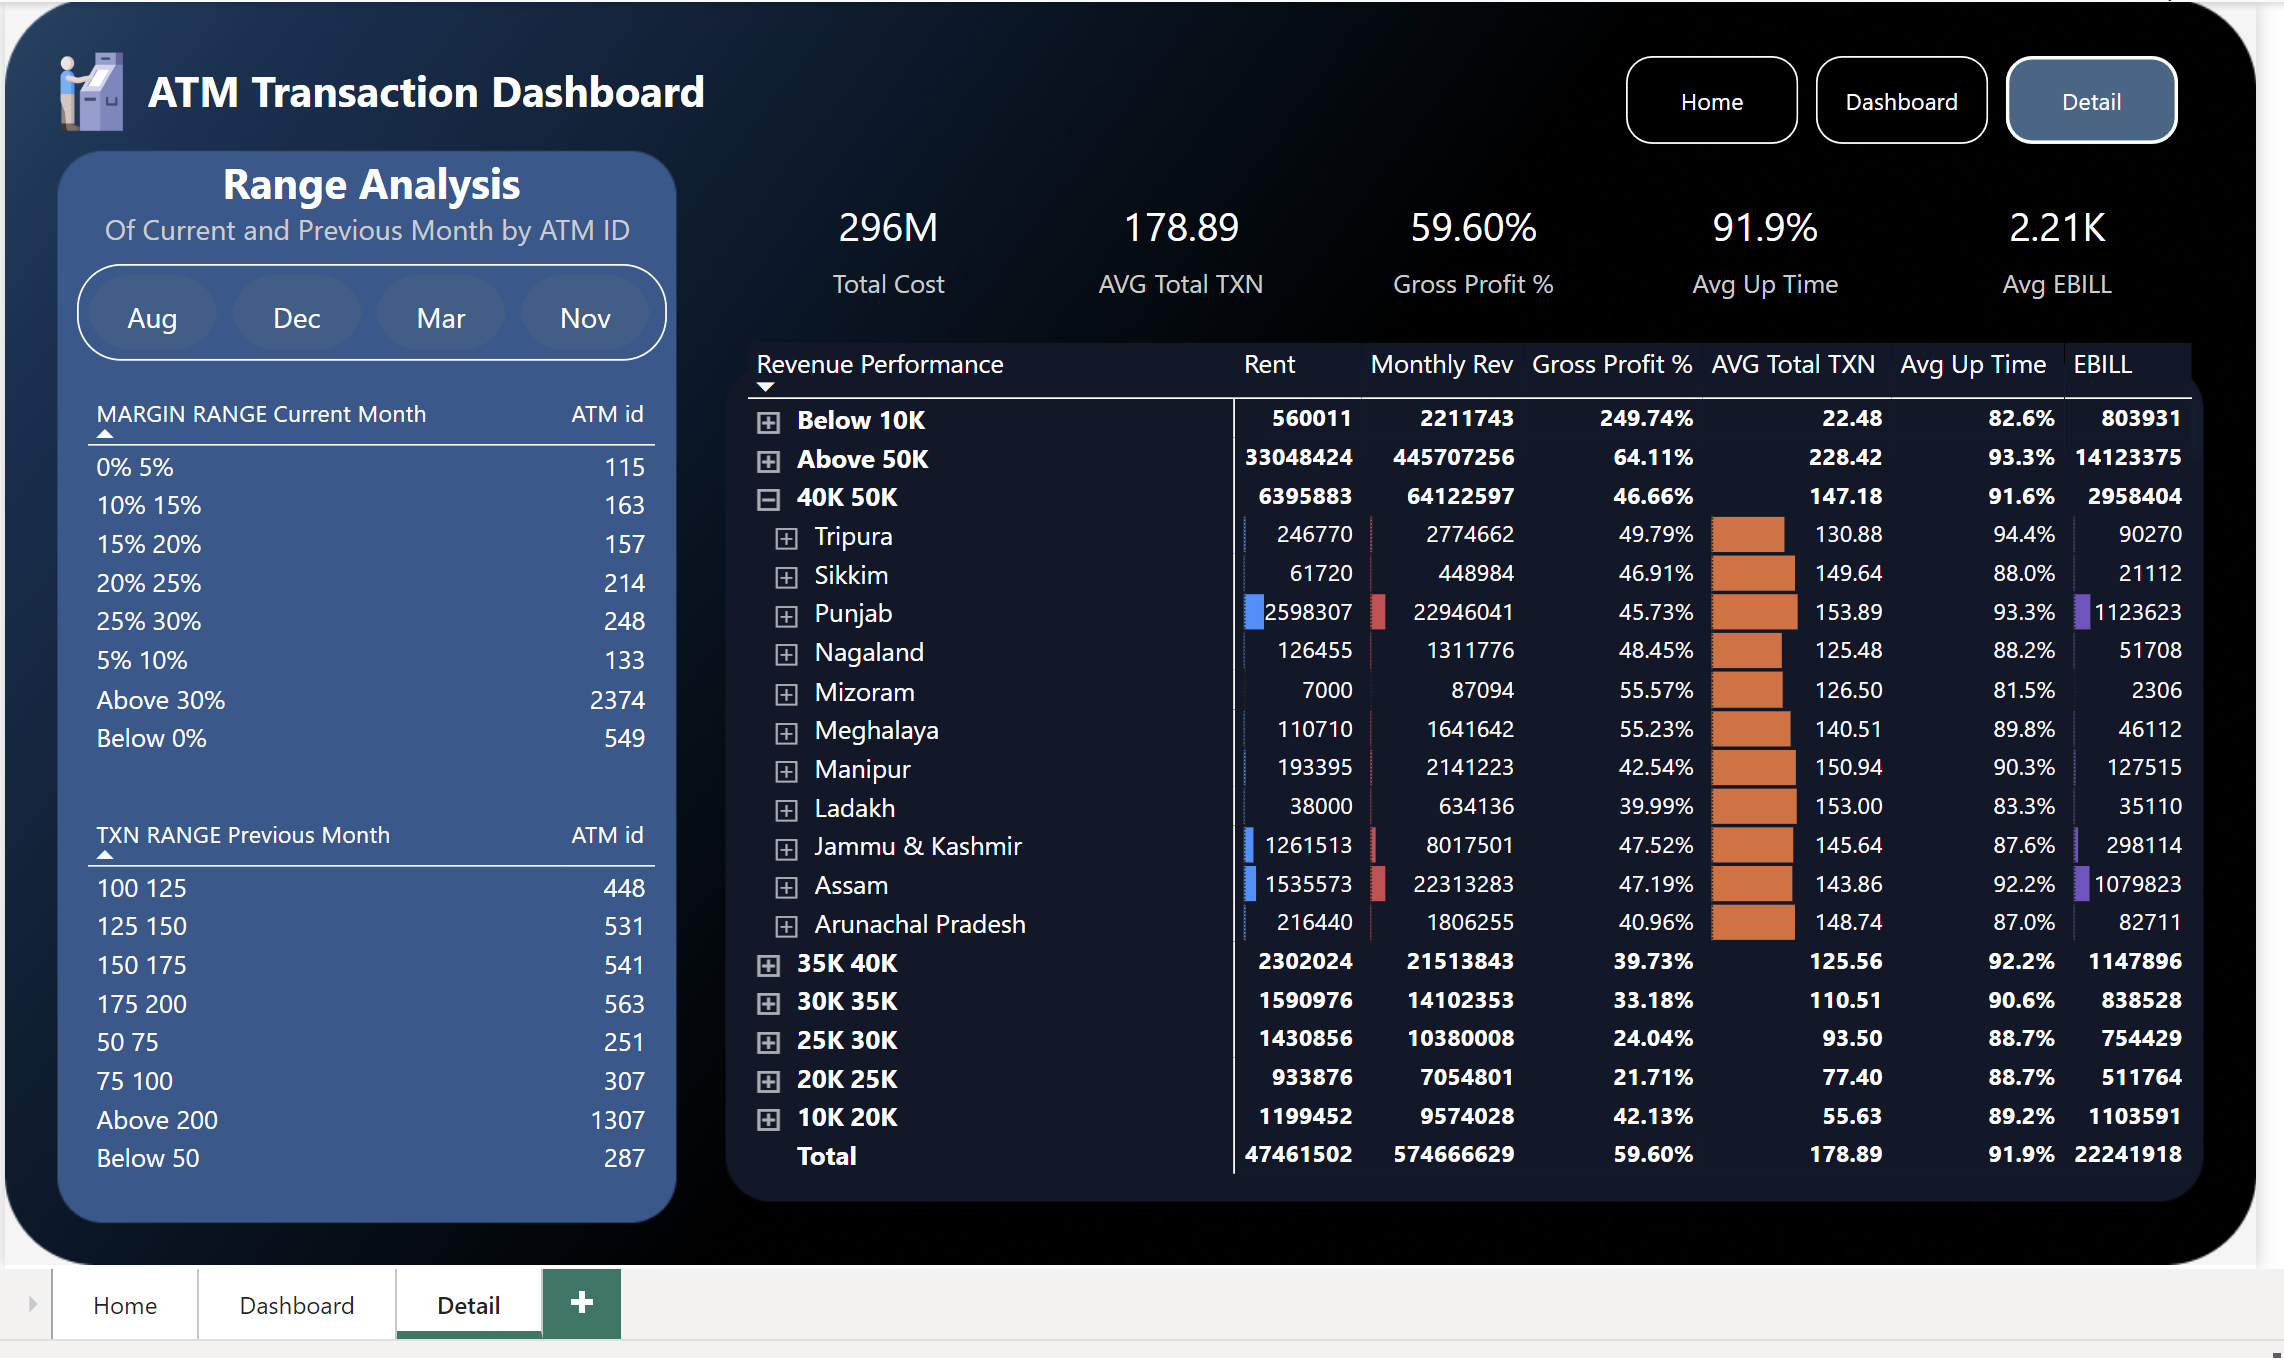 ATM Transaction Dashboard
Home Dashboard Detail
Range Analysis
Of Current and Previous Month by ATM ID
Aug Dec Mar Nov
MARGIN RANGE Current Month ATM id
0% 5% 115
10% 15% 163
15% 20% 157
20% 25% 214
25% 30% 248
5% 10% 133
Above 30% 2374
Below 0% 549
TXN RANGE Previous Month ATM id
100 125 448
125 150 531
150 175 541
175 200 563
50 75 251
75 100 307
Above 200 1307
Below 50 287
296M 178.89 59.60% 91.9% 2.21K
Total Cost AVG Total TXN Gross Profit % Avg Up Time Avg EBILL
Revenue Performance Rent Monthly Rev Gross Profit % AVG Total TXN Avg Up Time EBILL
Below 10K 560011 2211743 249.74% 22.48 82.6% 803931
Above 50K 33048424 445707256 64.11% 228.42 93.3% 14123375
40K 50K 6395883 64122597 46.66% 147.18 91.6% 2958404
Tripura 246770 2774662 49.79% 130.88 94.4% 90270
Sikkim 61720 448984 46.91% 149.64 88.0% 21112
Punjab 2598307 22946041 45.73% 153.89 93.3% 1123623
Nagaland 126455 1311776 48.45% 125.48 88.2% 51708
Mizoram 7000 87094 55.57% 126.50 81.5% 2306
Meghalaya 110710 1641642 55.23% 140.51 89.8% 46112
Manipur 193395 2141223 42.54% 150.94 90.3% 127515
Ladakh 38000 634136 39.99% 153.00 83.3% 35110
Jammu & Kashmir 1261513 8017501 47.52% 145.64 87.6% 298114
Assam 1535573 22313283 47.19% 143.86 92.2% 1079823
Arunachal Pradesh 216440 1806255 40.96% 148.74 87.0% 82711
35K 40K 2302024 21513843 39.73% 125.56 92.2% 1147896
30K 35K 1590976 14102353 33.18% 110.51 90.6% 838528
25K 30K 1430856 10380008 24.04% 93.50 88.7% 754429
20K 25K 933876 7054801 21.71% 77.40 88.7% 511764
10K 20K 1199452 9574028 42.13% 55.63 89.2% 1103591
Total 47461502 574666629 59.60% 178.89 91.9% 22241918
Home Dashboard Detail